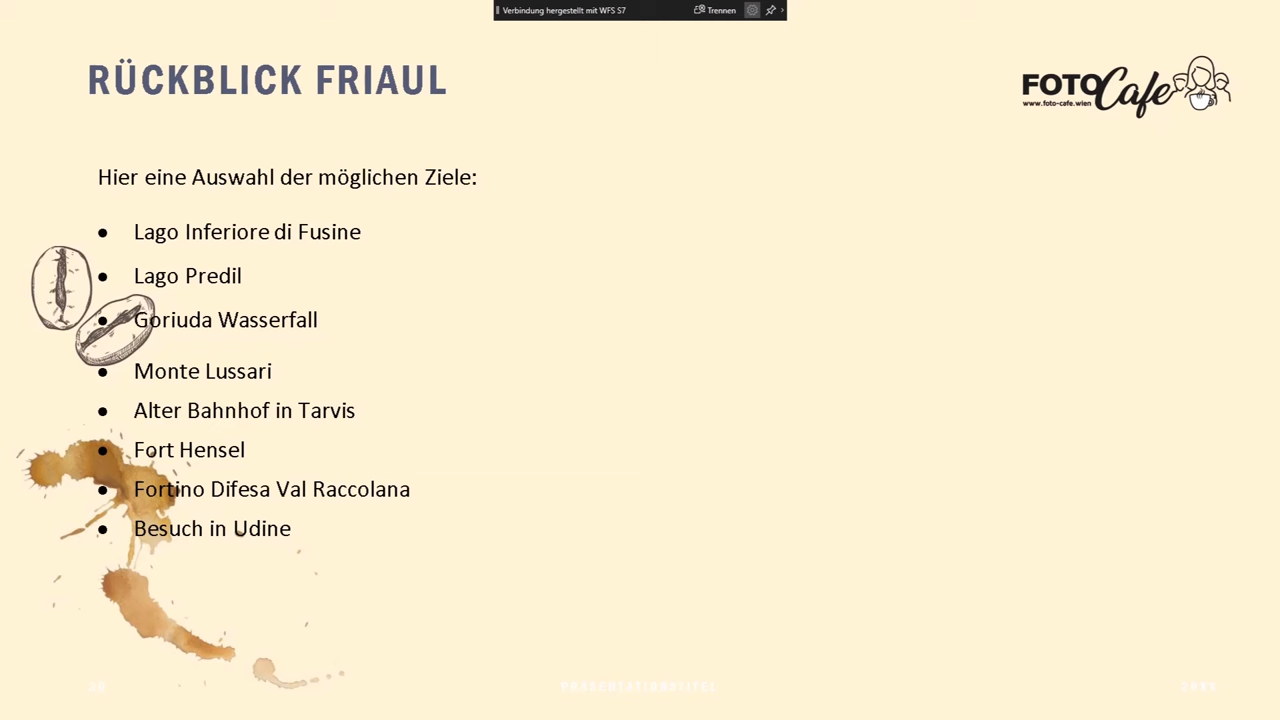 Verbindung hergestellt mit WFS S7
Trennen
RÜCKBLICK FRIAUL
FOTO Cafe
www.foto-cafe.wien
Hier eine Auswahl der möglichen Ziele:
• Lago Inferiore di Fusine
• Lago Predil
• Goriuda Wasserfall
• Monte Lussari
• Alter Bahnhof in Tarvis
• Fort Hensel
• Fortino Difesa Val Raccolana
• Besuch in Udine
PRÄSENTATIONSTITEL